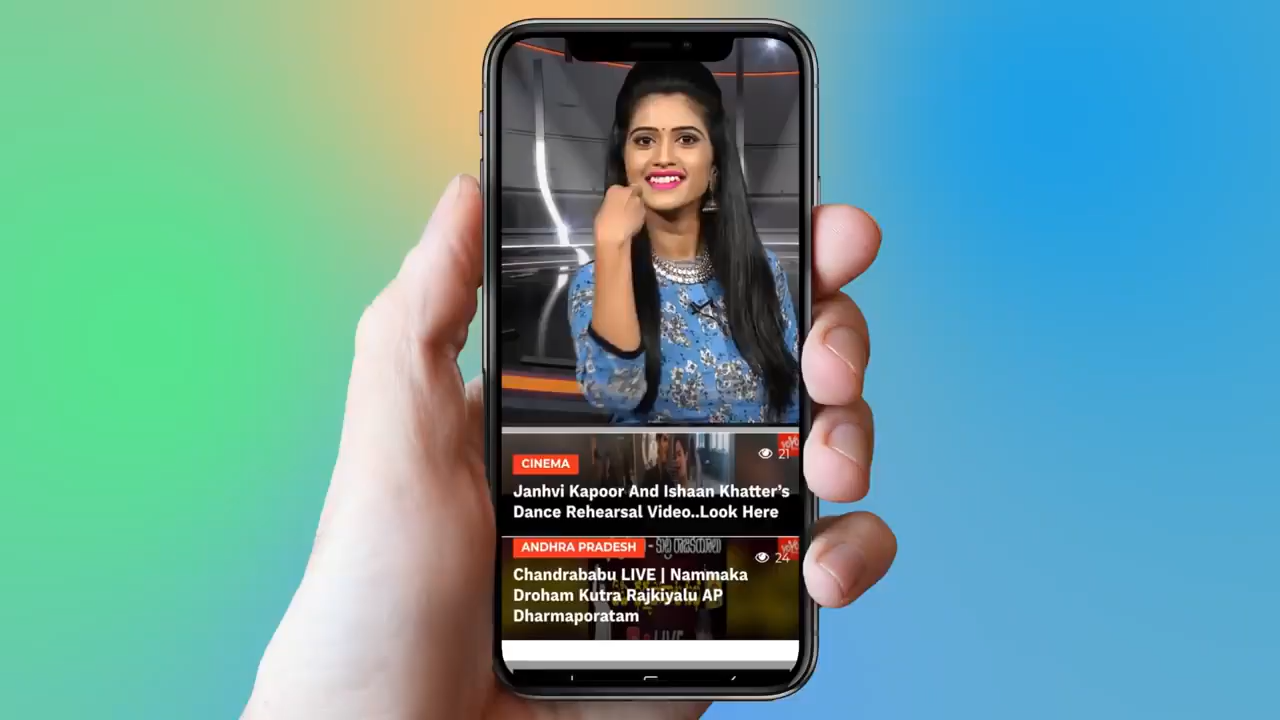 CINEMA
21
Janhvi Kapoor And Ishaan Khatter's
Dance Rehearsal Video..Look Here
ANDHRA PRADESH
24
Chandrababu LIVE | Nammaka
Droham Kutra Rajkiyalu AP
Dharmaporatam
LIVE